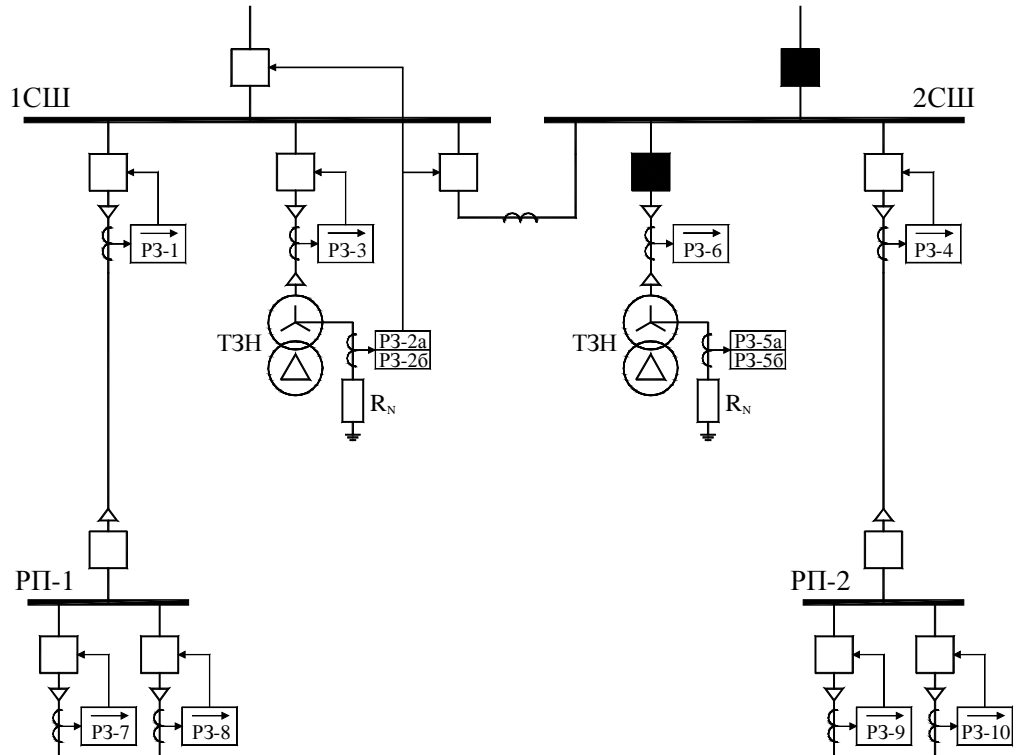 1СШ
2СШ
РЗ-1
РЗ-3
РЗ-6
РЗ-4
ТЗН
РЗ-2а
РЗ-2б
R_N
ТЗН
РЗ-5а
РЗ-5б
R_N
РП-1
РП-2
РЗ-7
РЗ-8
РЗ-9
РЗ-10